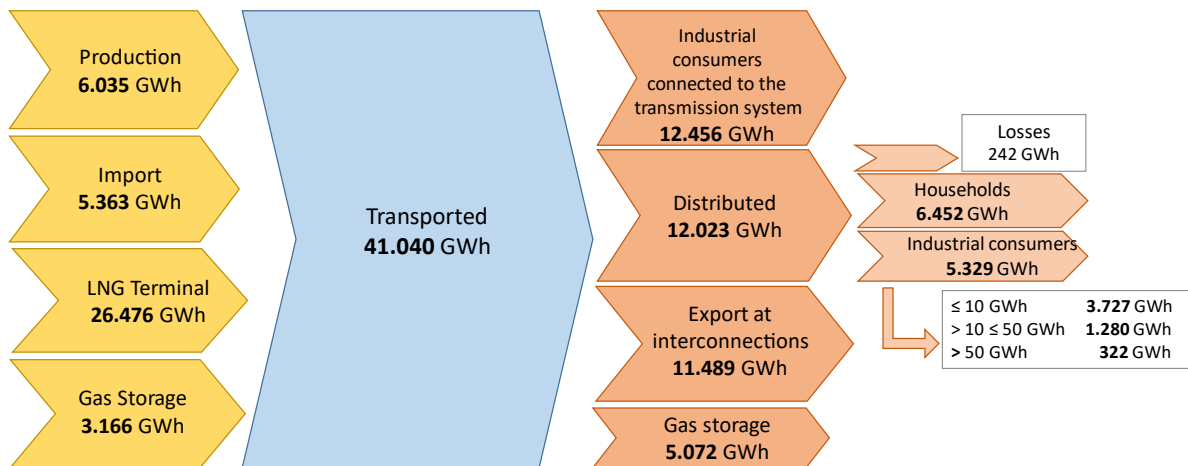 Production
6.035 GWh
Import
5.363 GWh
LNG Terminal
26.476 GWh
Gas Storage
3.166 GWh
Transported
41.040 GWh
Industrial
consumers
connected to the
transmission system
12.456 GWh
Distributed
12.023 GWh
Export at
interconnections
11.489 GWh
Gas storage
5.072 GWh
Losses
242 GWh
Households
6.452 GWh
Industrial consumers
5.329 GWh
≤ 10 GWh 3.727 GWh
> 10 ≤ 50 GWh 1.280 GWh
> 50 GWh 322 GWh